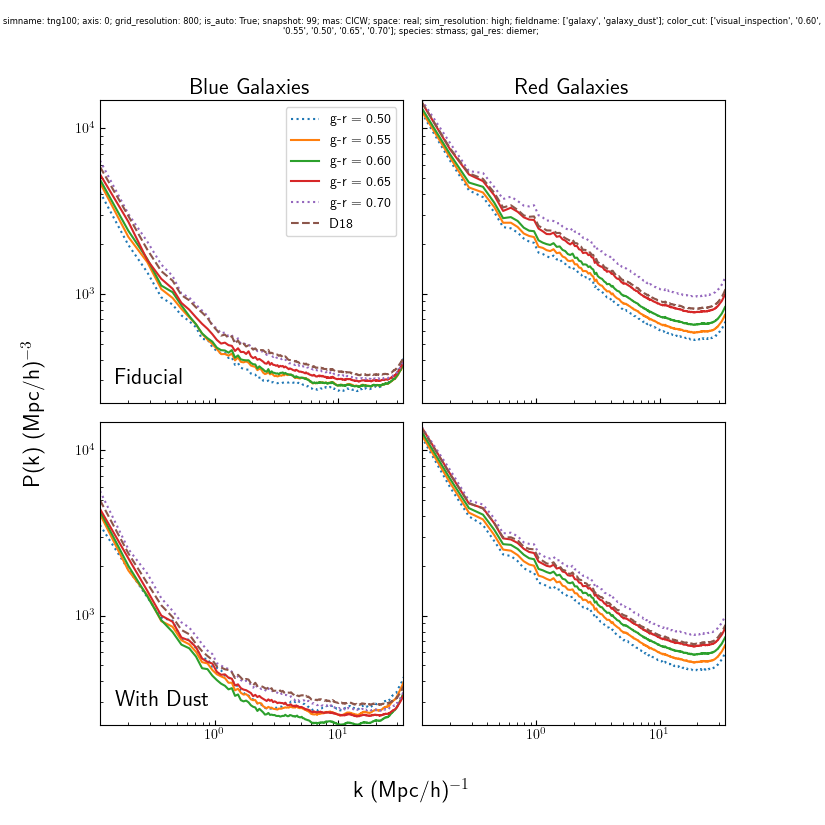 simname: tng100; axis: 0; grid_resolution: 800; is_auto: True; snapshot: 99; mas: CICW; space: real; sim_resolution: high; fieldname: ['galaxy', 'galaxy_dust']; color_cut: ['visual_inspection', '0.60',
'0.55', '0.50', '0.65', '0.70']; species: stmass; gal_res: diemer;
Blue Galaxies
Red Galaxies
10^4
10^3
g-r = 0.50
g-r = 0.55
g-r = 0.60
g-r = 0.65
g-r = 0.70
D18
Fiducial
P(k) (Mpc/h)^{-3}
10^4
10^3
With Dust
10^0 10^1
10^0 10^1
k (Mpc/h)^{-1}